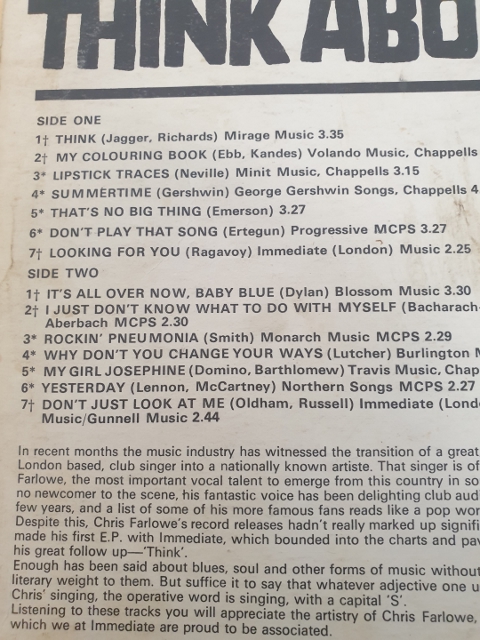 THINK ABO
SIDE ONE
1† THINK (Jagger, Richards) Mirage Music 3.35
2† MY COLOURING BOOK (Ebb, Kandes) Volando Music, Chappells
3* LIPSTICK TRACES (Neville) Minit Music, Chappells 3.15
4* SUMMERTIME (Gershwin) George Gershwin Songs, Chappells 4
5* THAT'S NO BIG THING (Emerson) 3.27
6* DON'T PLAY THAT SONG (Ertegun) Progressive MCPS 3.27
7† LOOKING FOR YOU (Ragavoy) Immediate (London) Music 2.25
SIDE TWO
1† IT'S ALL OVER NOW, BABY BLUE (Dylan) Blossom Music 3.30
2† I JUST DON'T KNOW WHAT TO DO WITH MYSELF (Bacharach-
Aberbach MCPS 2.30
3* ROCKIN' PNEUMONIA (Smith) Monarch Music MCPS 2.29
4* WHY DON'T YOU CHANGE YOUR WAYS (Lutcher) Burlington M
5* MY GIRL JOSEPHINE (Domino, Barthlomew) Travis Music, Chap
6* YESTERDAY (Lennon, McCartney) Northern Songs MCPS 2.27
7† DON'T JUST LOOK AT ME (Oldham, Russell) Immediate (Lond
Music/Gunnell Music 2.44
In recent months the music industry has witnessed the transition of a great
London based, club singer into a nationally known artiste. That singer is of
Farlowe, the most important vocal talent to emerge from this country in so
no newcomer to the scene, his fantastic voice has been delighting club aud
few years, and a list of some of his more famous fans reads like a pop wor
Despite this, Chris Farlowe's record releases hadn't really marked up signifi
made his first E.P. with Immediate, which bounded into the charts and pav
his great follow up—'Think'.
Enough has been said about blues, soul and other forms of music without
literary weight to them. But suffice it to say that whatever adjective one u
Chris' singing, the operative word is singing, with a capital 'S'.
Listening to these tracks you will appreciate the artistry of Chris Farlowe,
which we at Immediate are proud to be associated.